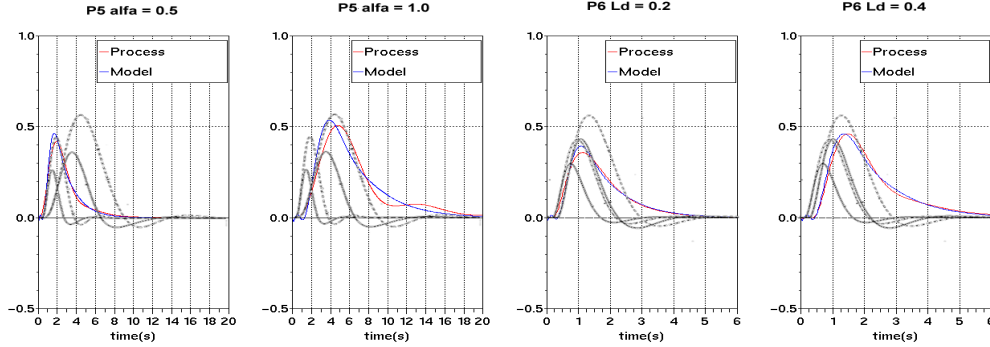 P5 alfa = 0.5
1.0
0.5
0.0
−0.5
0 2 4 6 8 10 12 14 16 18 20
time(s)
Process
Model
P5 alfa = 1.0
1.0
0.5
0.0
−0.5
0 2 4 6 8 10 12 14 16 18 20
time(s)
Process
Model
P6 Ld = 0.2
1.0
0.5
0.0
−0.5
0 1 2 3 4 5 6
time(s)
Process
Model
P6 Ld = 0.4
1.0
0.5
0.0
−0.5
0 1 2 3 4 5 6
time(s)
Process
Model